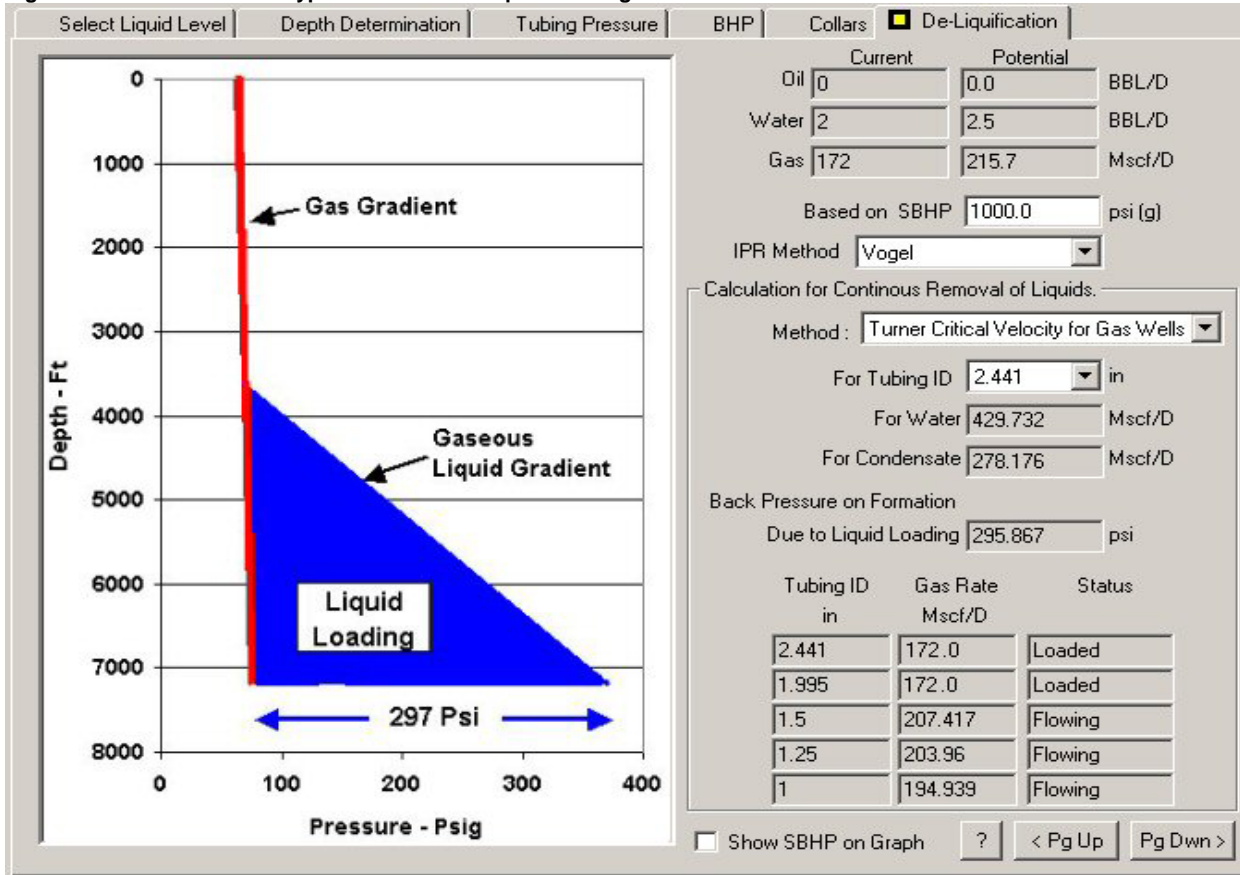 Select Liquid Level Depth Determination Tubing Pressure BHP Collars De-Liquification
0
1000
2000
3000
4000
5000
6000
7000
8000
Depth - Ft
Gas Gradient
Gaseous
Liquid Gradient
Liquid
Loading
297 Psi
0 100 200 300 400
Pressure - Psig
Current Potential
Oil 0 0.0 BBL/D
Water 2 2.5 BBL/D
Gas 172 215.7 Mscf/D
Based on SBHP 1000.0 psi (g)
IPR Method Vogel
Calculation for Continous Removal of Liquids.
Method : Turner Critical Velocity for Gas Wells
For Tubing ID 2.441 in
For Water 429.732 Mscf/D
For Condensate 278.176 Mscf/D
Back Pressure on Formation
Due to Liquid Loading 295.867 psi
Tubing ID Gas Rate Status
in Mscf/D
2.441 172.0 Loaded
1.995 172.0 Loaded
1.5 207.417 Flowing
1.25 203.96 Flowing
1 194.939 Flowing
Show SBHP on Graph ? < Pg Up Pg Dwn >